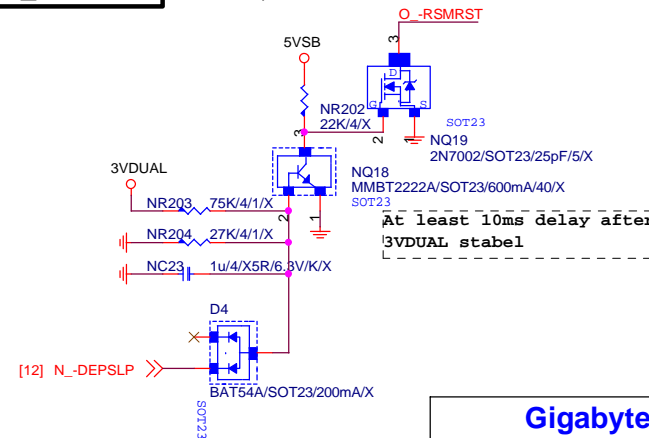 O_-RSMRST
5VSB
3
D
G
S
NR202
22K/4/X
SOT23
3
2
1
NQ19
2N7002/SOT23/25pF/5/X
3VDUAL
NQ18
MMBT2222A/SOT23/600mA/40/X
SOT23
NR203 75K/4/1/X
2
1
At least 10ms delay after
3VDUAL stabel
NR204 27K/4/1/X
NC23 1u/4/X5R/6.3V/K/X
D4
[12] N_-DEPSLP
BAT54A/SOT23/200mA/X
SOT23
Gigabyte